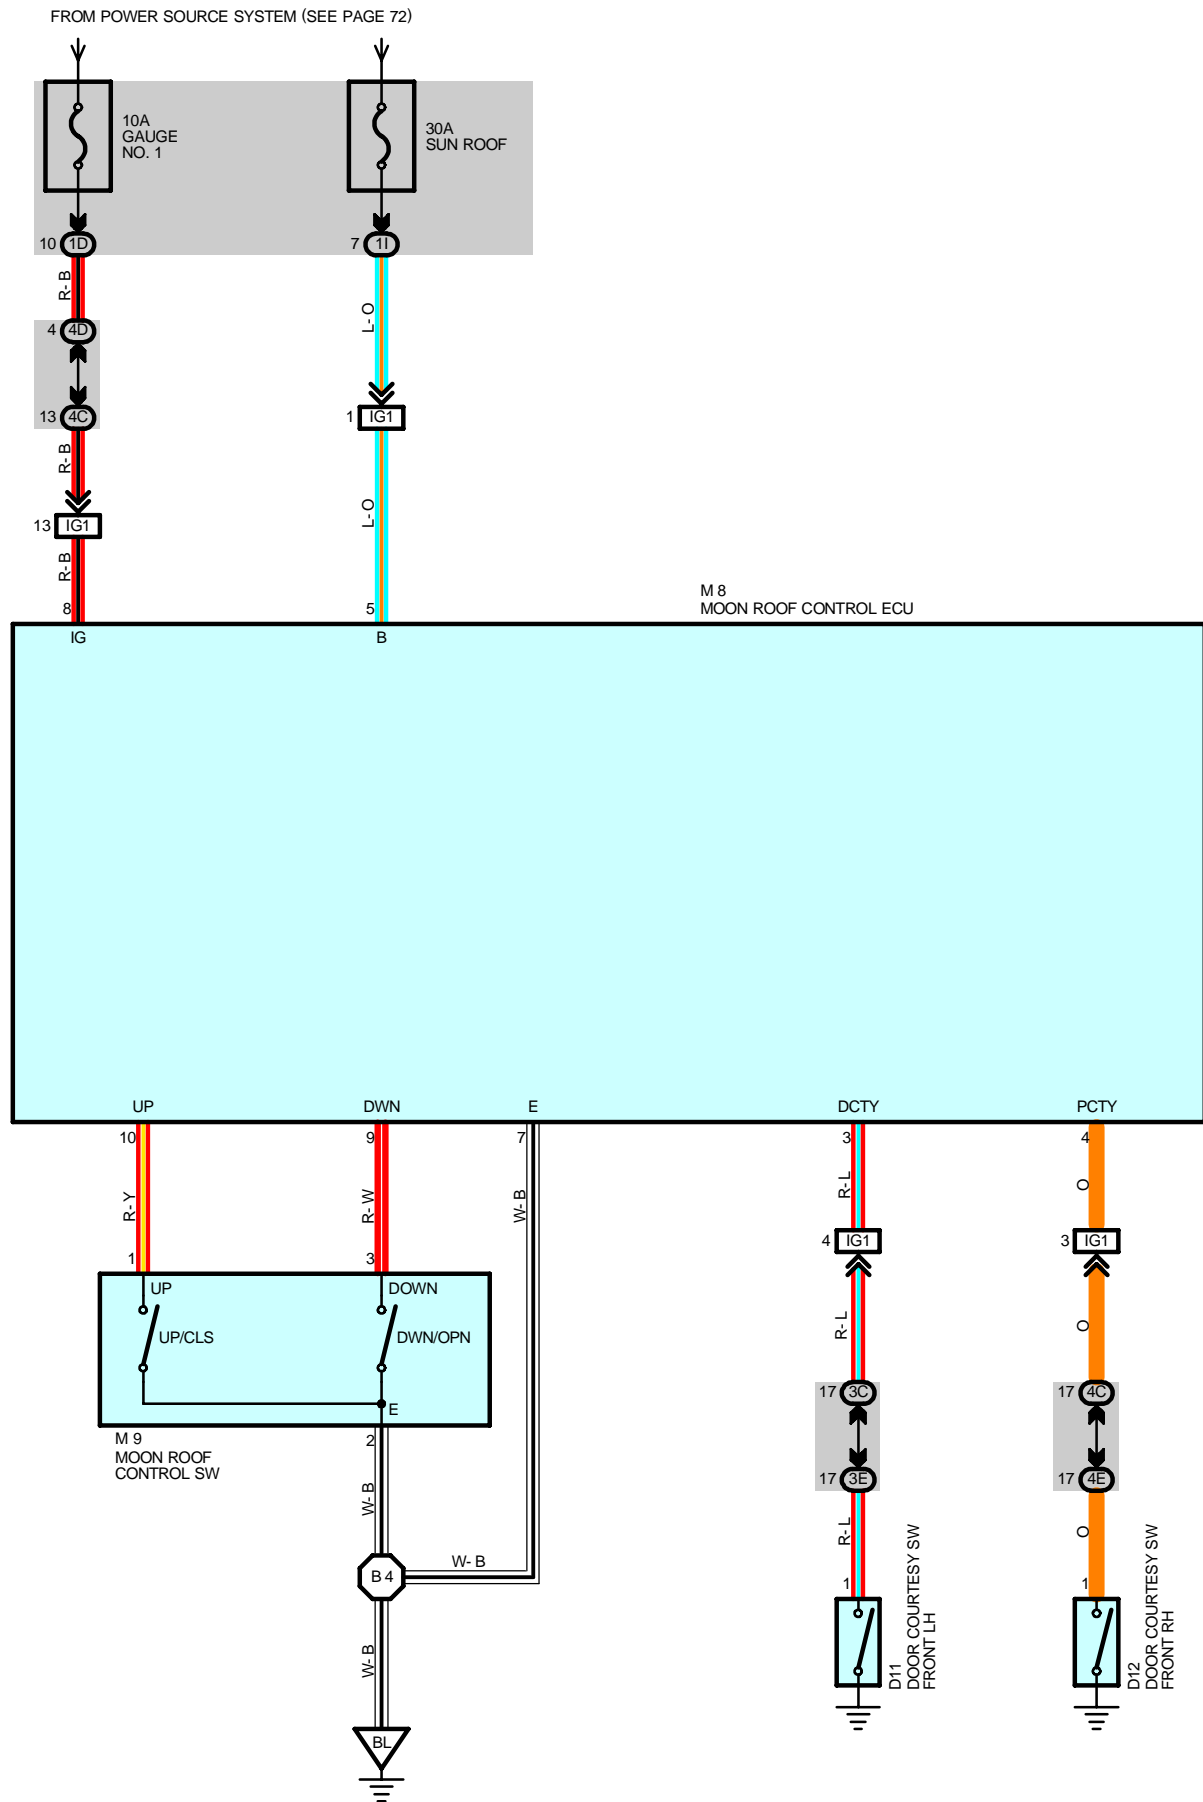 FROM POWER SOURCE SYSTEM (SEE PAGE 72)
10A
GAUGE
NO. 1
30A
SUN ROOF
10 1D
7 1I
R- B
L- O
4 4D
13 4C
1 IG1
R- B
L- O
13 IG1
R- B
8
5
M 8
MOON ROOF CONTROL ECU
IG
B
UP
DWN
E
DCTY
PCTY
10
9
7
3
4
R- Y
R- W
W- B
R- L
O
4 IG1
3 IG1
1
3
UP
DOWN
UP/CLS
DWN/OPN
E
R- L
O
17 3C
17 4C
M 9
MOON ROOF
CONTROL SW
2
17 3E
17 4E
W- B
R- L
O
B 4
W- B
1
1
D11
DOOR COURTESY SW
FRONT LH
D12
DOOR COURTESY SW
FRONT RH
W- B
BL